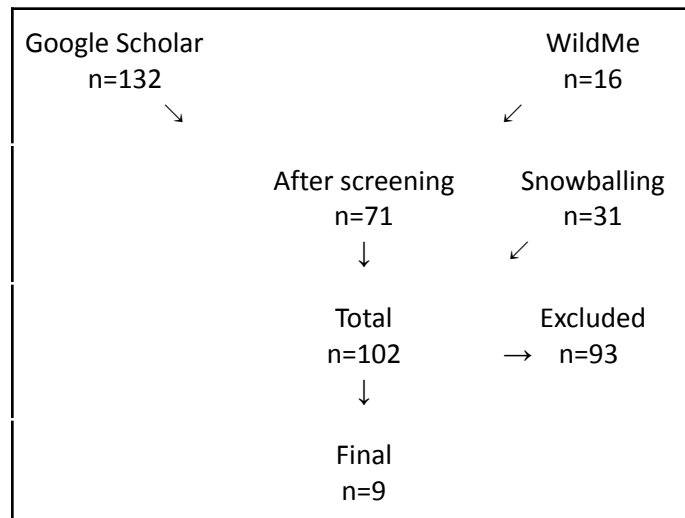 Google Scholar
n=132
WildMe
n=16
↘
↙
After screening
n=71
Snowballing
n=31
↓
↙
Total
n=102
→
Excluded
n=93
↓
Final
n=9